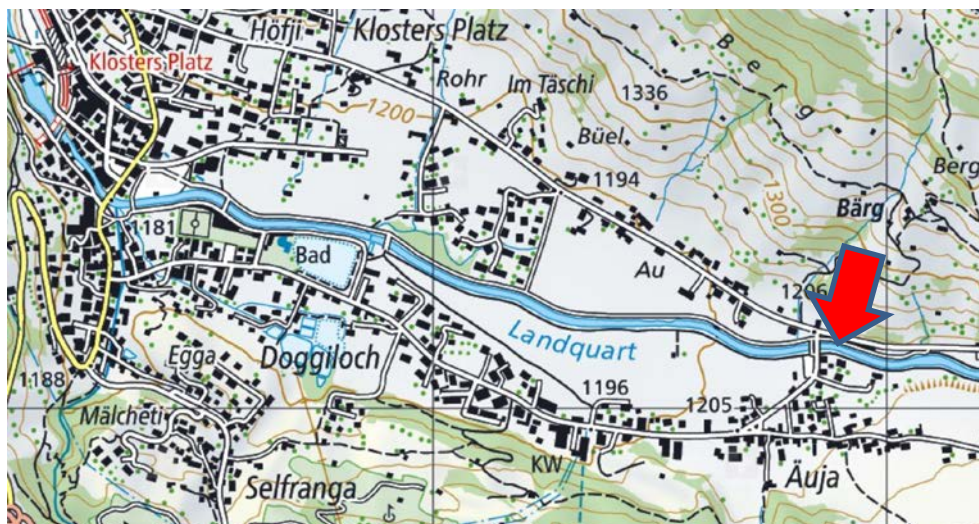 Höfji
Klosters Platz
Klosters Platz
Rohr
Im Täschi
1336
Berg
1200
Büel
Berg
1194
1300
Bärg
1181
Bad
Au
1206
Landquart
Egga
Doggiloch
1188
1196
1205
Mälcheti
KW
Äuja
Selfranga